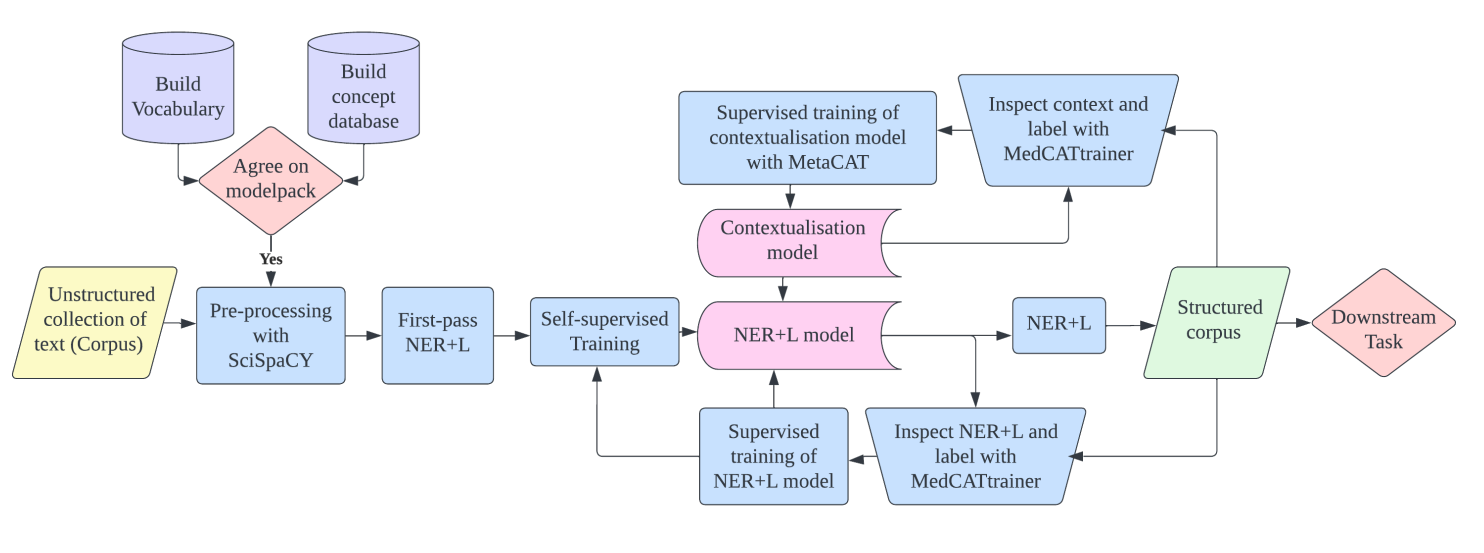 Build
Vocabulary
Build
concept
database
Agree on
modelpack
Yes
Unstructured
collection of
text (Corpus)
Pre-processing
with
SciSpaCY
First-pass
NER+L
Self-supervised
Training
Supervised training of
contextualisation model
with MetaCAT
Inspect context and
label with
MedCATtrainer
Contextualisation
model
NER+L model
NER+L
Structured
corpus
Downstream
Task
Supervised
training of
NER+L model
Inspect NER+L and
label with
MedCATtrainer